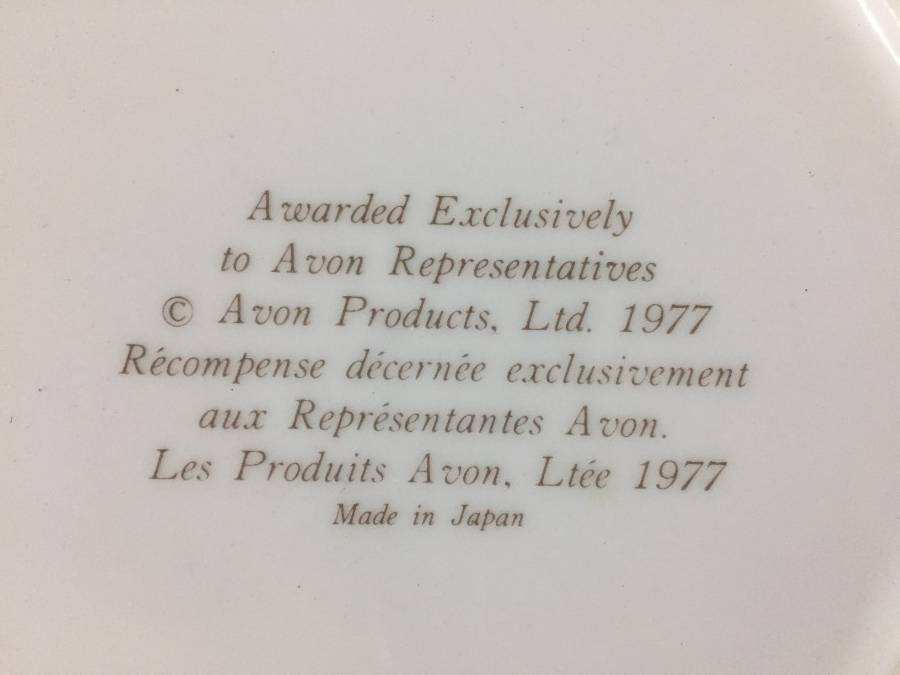 Awarded Exclusively
to Avon Representatives
© Avon Products, Ltd. 1977
Récompense décernée exclusivement
aux Représentantes Avon.
Les Produits Avon, Ltée 1977
Made in Japan